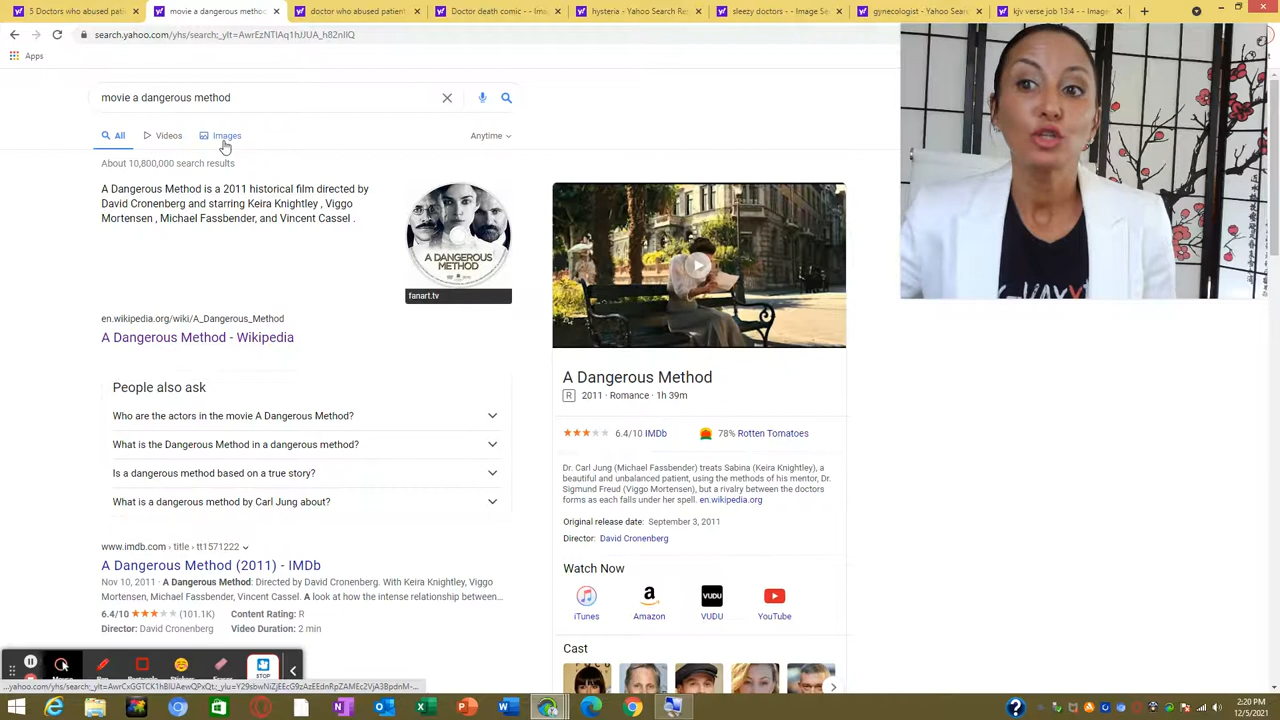 5 Doctors who abused patient
movie a dangerous method
5 doctor who abused patient
Doctor death comic - - Image
hysteria - Yahoo Search Re
sleepy doctors - - Image Se
gynecologist - Yahoo Searc
kjv verse job 13:4 - - Image
search.yahoo.com/yhs/search;_ylt=
Apps
movie a dangerous method
All
Videos
Images
Anytime
About 10,800,000 search results
A Dangerous Method is a 2011 historical film directed by
David Cronenberg and starring Keira Knightley , Viggo
Mortensen , Michael Fassbender, and Vincent Cassel .
A DANGEROUS
METHOD
fanart.tv
en.wikipedia.org/wiki/A_Dangerous_Method
A Dangerous Method - Wikipedia
People also ask
Who are the actors in the movie A Dangerous Method?
What is the Dangerous Method in a dangerous method?
Is a dangerous method based on a true story?
What is a dangerous method by Carl Jung about?
www.imdb.com › title › tt1571222
A Dangerous Method (2011) - IMDb
Nov 10, 2011 · A Dangerous Method: Directed by David Cronenberg. With Keira Knightley, Viggo
Mortensen, Michael Fassbender, Vincent Cassel. A look at how the intense relationship between...
6.4/10 (101.1K) Content Rating: R
Director: David Cronenberg Video Duration: 2 min
A Dangerous Method
R 2011 · Romance · 1h 39m
6.4/10 IMDb
78% Rotten Tomatoes
Dr. Carl Jung (Michael Fassbender) treats Sabina (Keira Knightley), a
beautiful and unbalanced patient, using the methods of his mentor, Dr.
Sigmund Freud (Viggo Mortensen), but a rivalry between the doctors
forms as each falls under her spell. en.wikipedia.org
Original release date: September 3, 2011
Director: David Cronenberg
Watch Now
VUDU
iTunes
Amazon
VUDU
YouTube
Cast
STOP
2:20 PM
12/5/2021